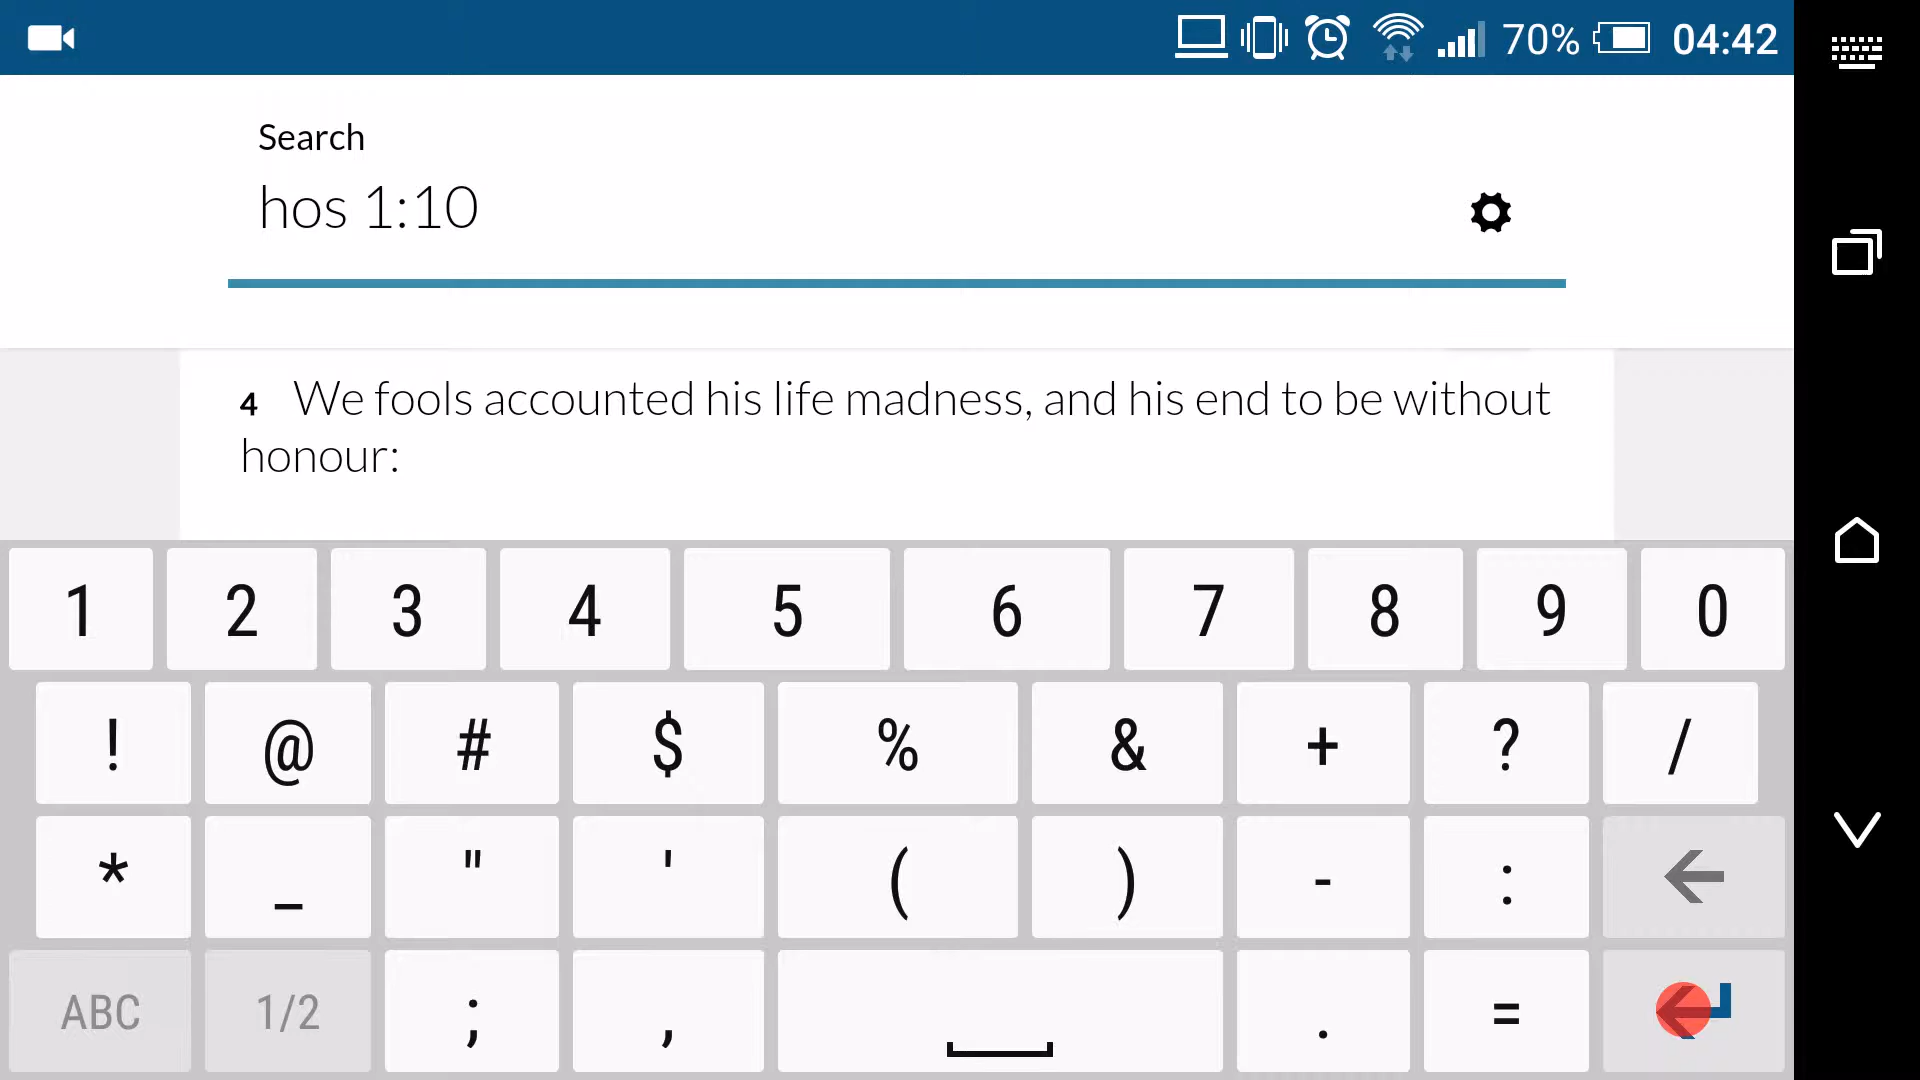 70% 04:42
Search
hos 1:10
4 We fools accounted his life madness, and his end to be without
honour:
1 2 3 4 5 6 7 8 9 0
! @ # $ % & + ? /
* _ " ' ( ) - :
ABC 1/2 ; , . =